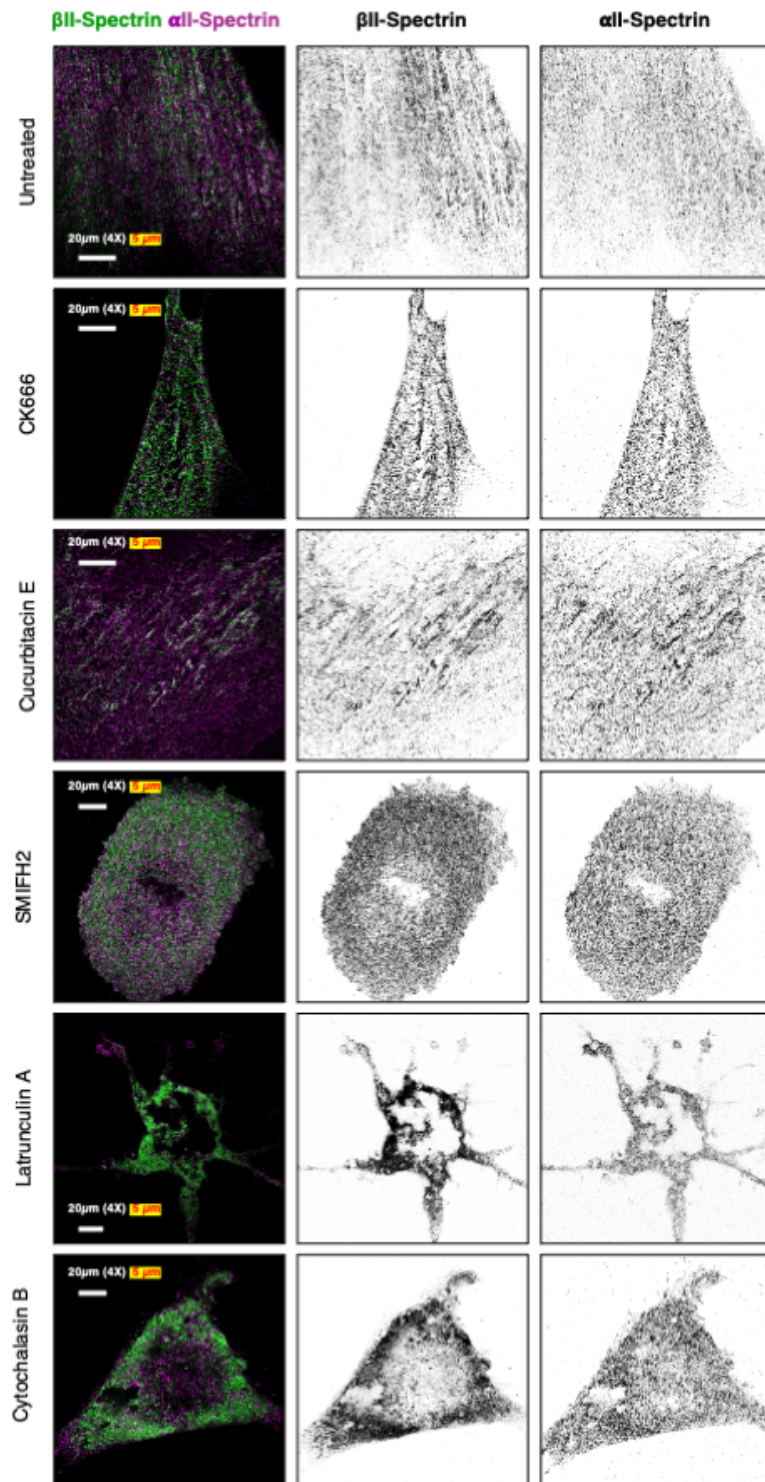 βII-Spectrin αII-Spectrin
βII-Spectrin
αII-Spectrin
Untreated
20µm (4X) 5 µm
CK666
20µm (4X) 5 µm
Cucurbitacin E
20µm (4X) 5 µm
SMIFH2
20µm (4X) 5 µm
Latrunculin A
20µm (4X) 5 µm
Cytochalasin B
20µm (4X) 5 µm